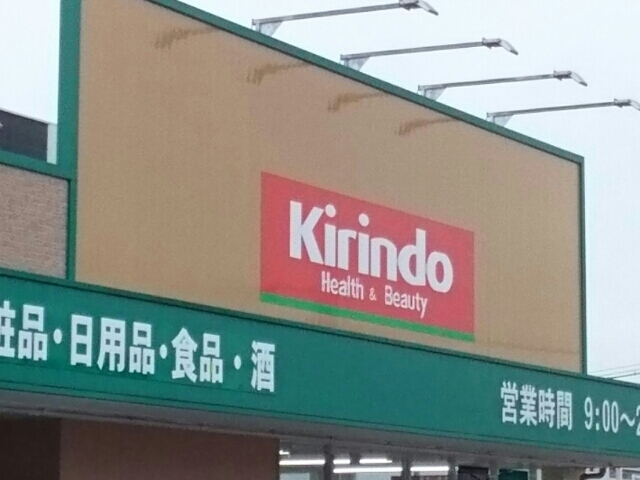 Kirindo
Health & Beauty
粧品・日用品・食品・酒
営業時間 9:00～2